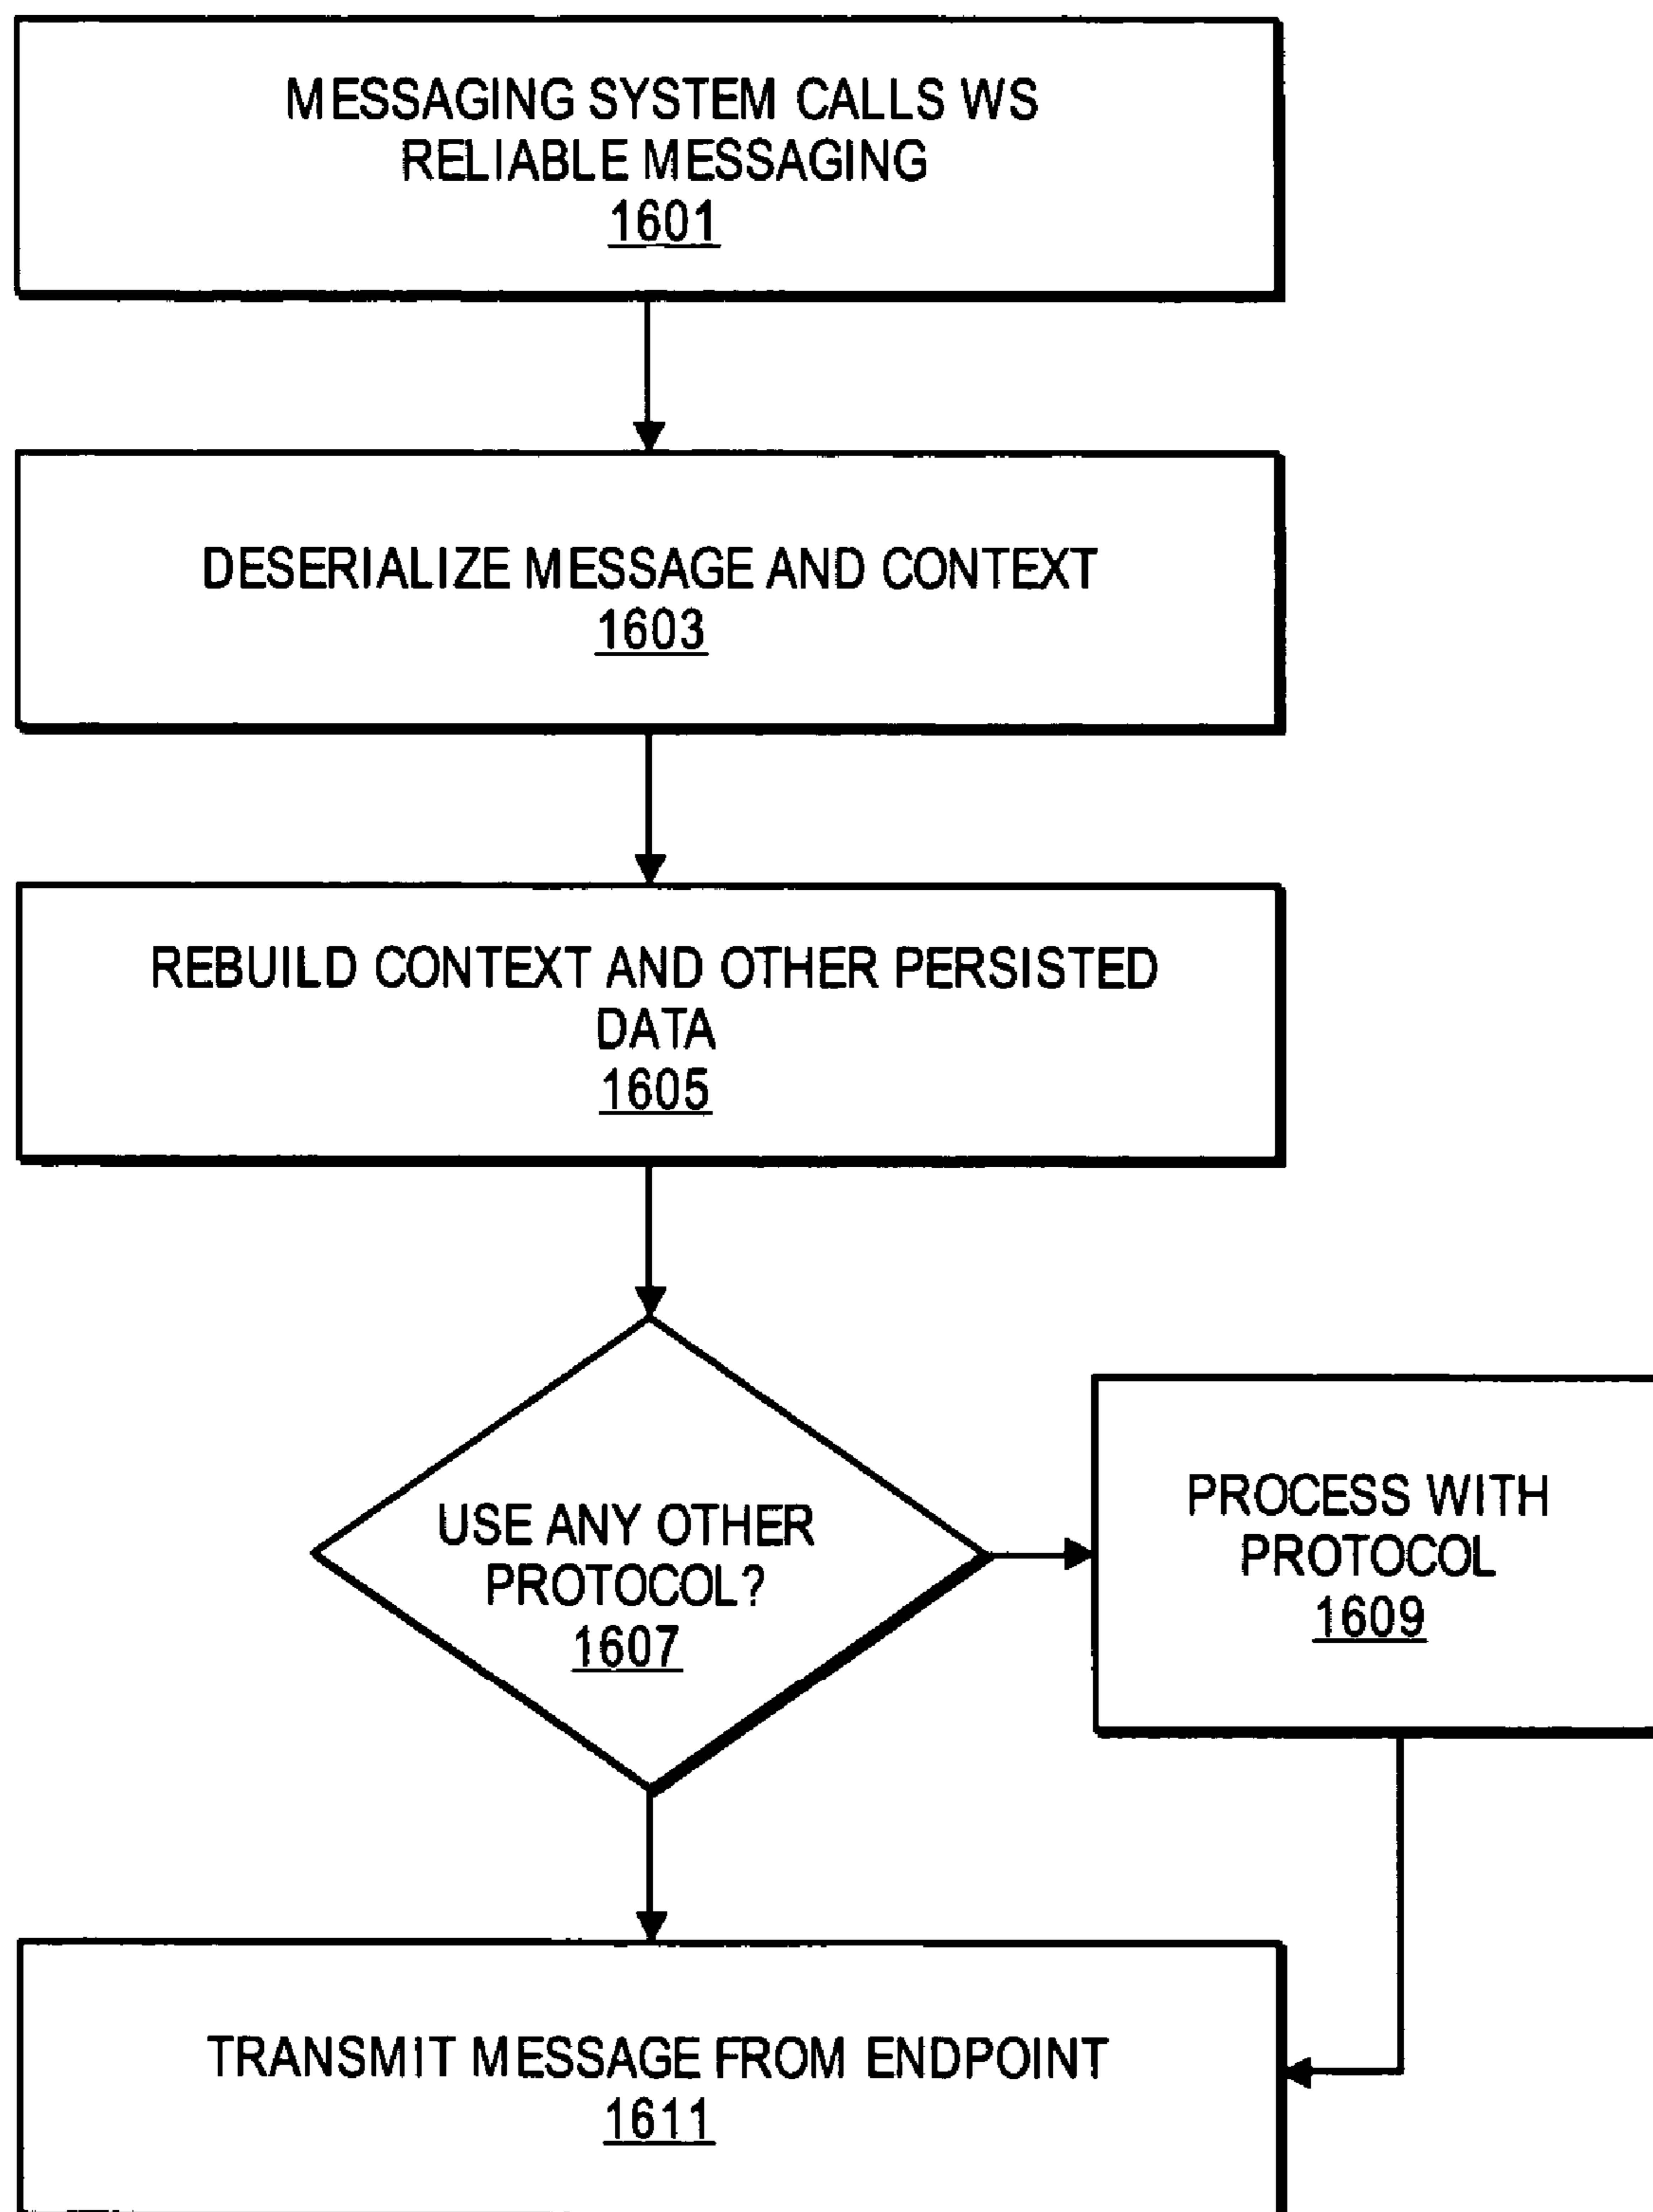 MESSAGING SYSTEM CALLS WS
RELIABLE MESSAGING
1601
DESERIALIZE MESSAGE AND CONTEXT
1603
REBUILD CONTEXT AND OTHER PERSISTED
DATA
1605
USE ANY OTHER
PROTOCOL?
1607
PROCESS WITH
PROTOCOL
1609
TRANSMIT MESSAGE FROM ENDPOINT
1611